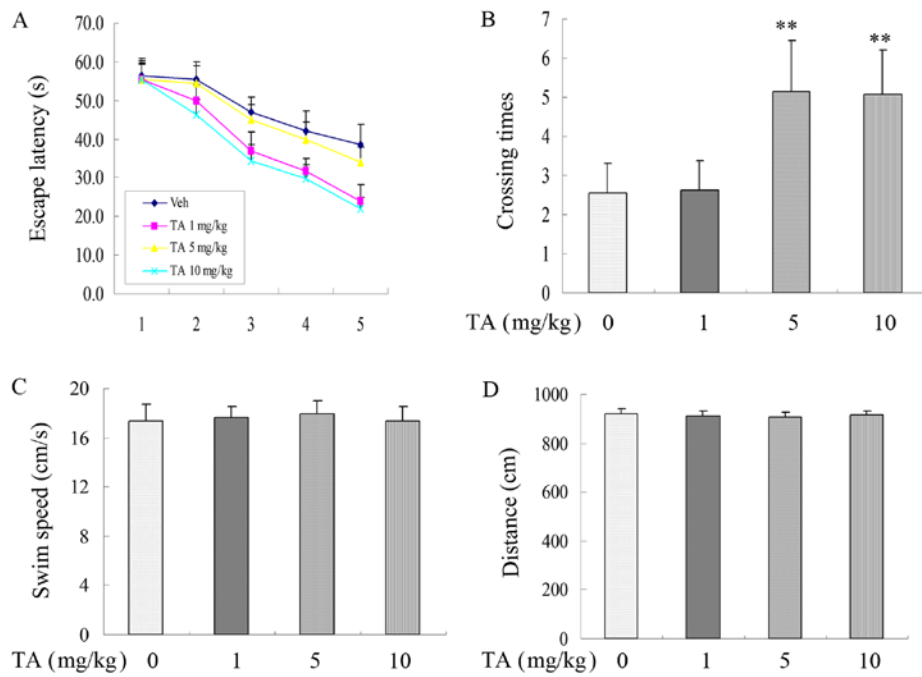 A
Escape latency (s)
60.0
50.0
40.0
30.0
20.0
10.0
00.0
Veh
TA 1 mg/kg
TA 5 mg/kg
TA 10 mg/kg
1 2 3 4 5
B
Crossing times
7
6
5
4
3
2
1
0
** **
TA (mg/kg) 0 1 5 10
C
Swim speed (cm/s)
20
16
12
8
4
0
TA (mg/kg) 0 1 5 10
D
Distance (cm)
1000
800
600
400
200
0
TA (mg/kg) 0 1 5 10